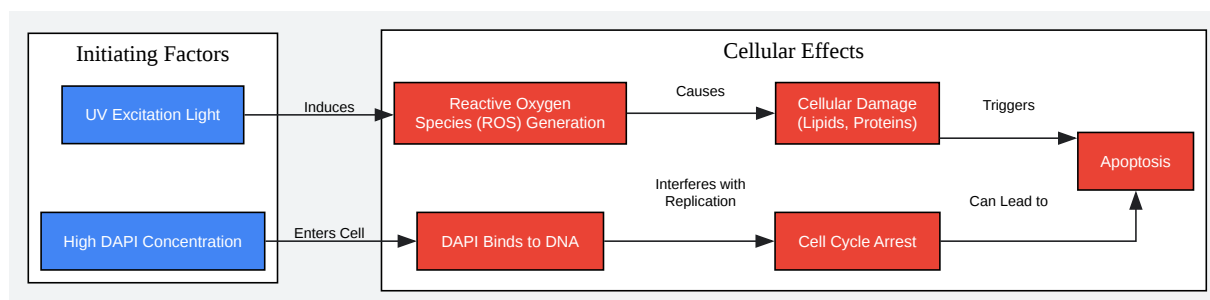 Initiating Factors
Cellular Effects
UV Excitation Light
Induces
Reactive Oxygen
Species (ROS) Generation
Causes
Cellular Damage
(Lipids, Proteins)
Triggers
Apoptosis
High DAPI Concentration
Enters Cell
DAPI Binds to DNA
Interferes with
Replication
Cell Cycle Arrest
Can Lead to